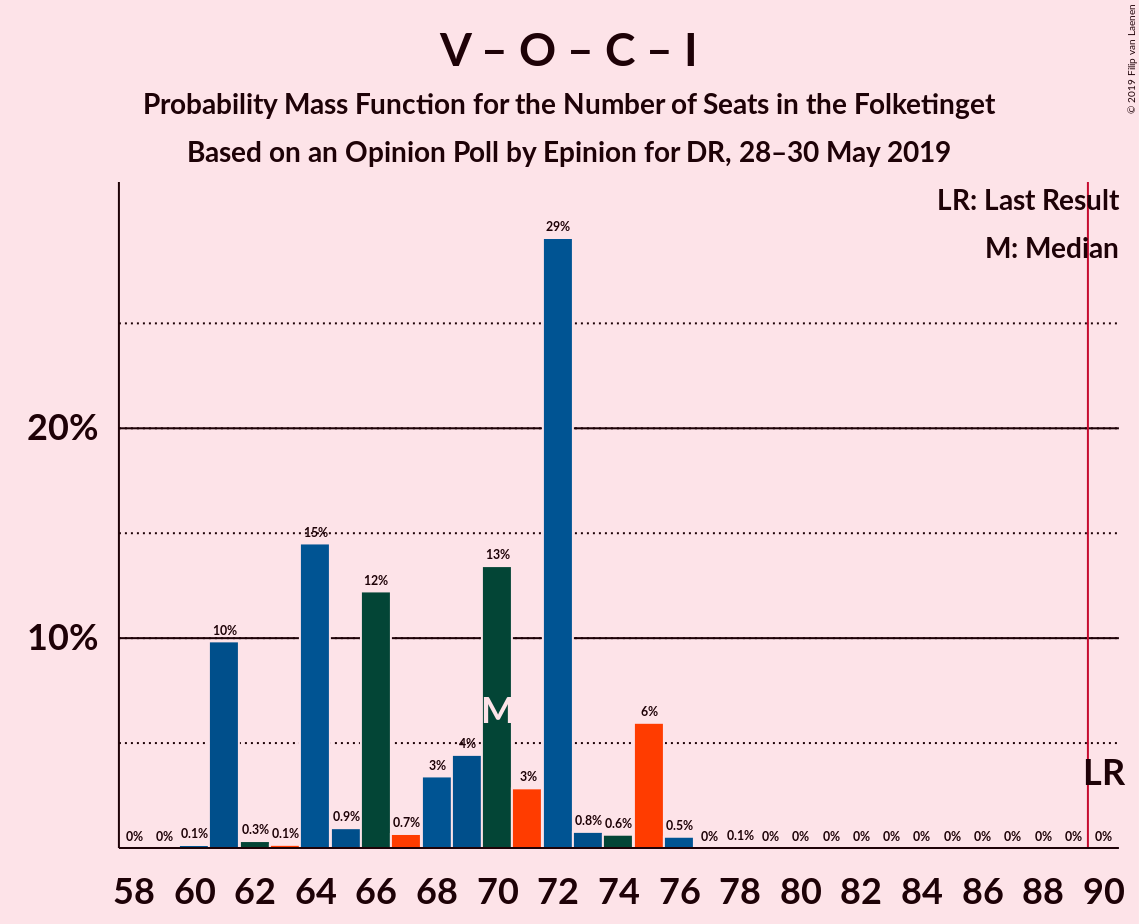 V – O – C – I
Probability Mass Function for the Number of Seats in the Folketinget
Based on an Opinion Poll by Epinion for DR, 28–30 May 2019
© 2019 Filip van Laenen
LR: Last Result
M: Median
20%
10%
0% 0% 0.1% 10% 0.3% 0.1% 15% 0.9% 12% 0.7% 3% 4% 13% 3% 29% 0.8% 0.6% 6% 0.5% 0% 0.1% 0% 0% 0% 0% 0% 0% 0% 0% 0% 0% 0% 0%
M
LR
58 60 62 64 66 68 70 72 74 76 78 80 82 84 86 88 90